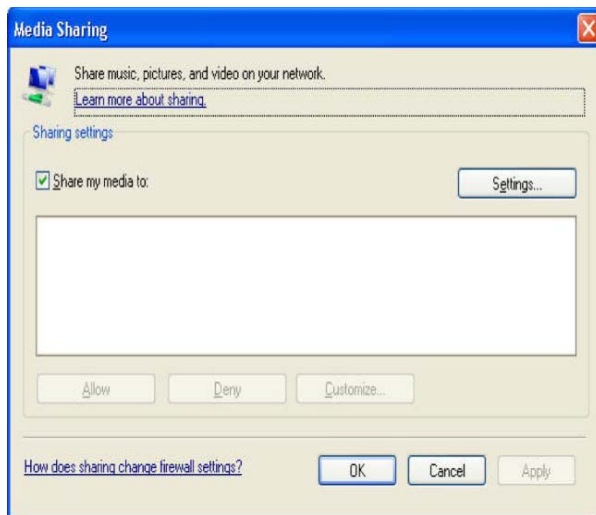 Media Sharing
Share music, pictures, and video on your network.
Learn more about sharing.
Sharing settings
Share my media to:
Settings...
Allow
Deny
Customize...
How does sharing change firewall settings?
OK
Cancel
Apply